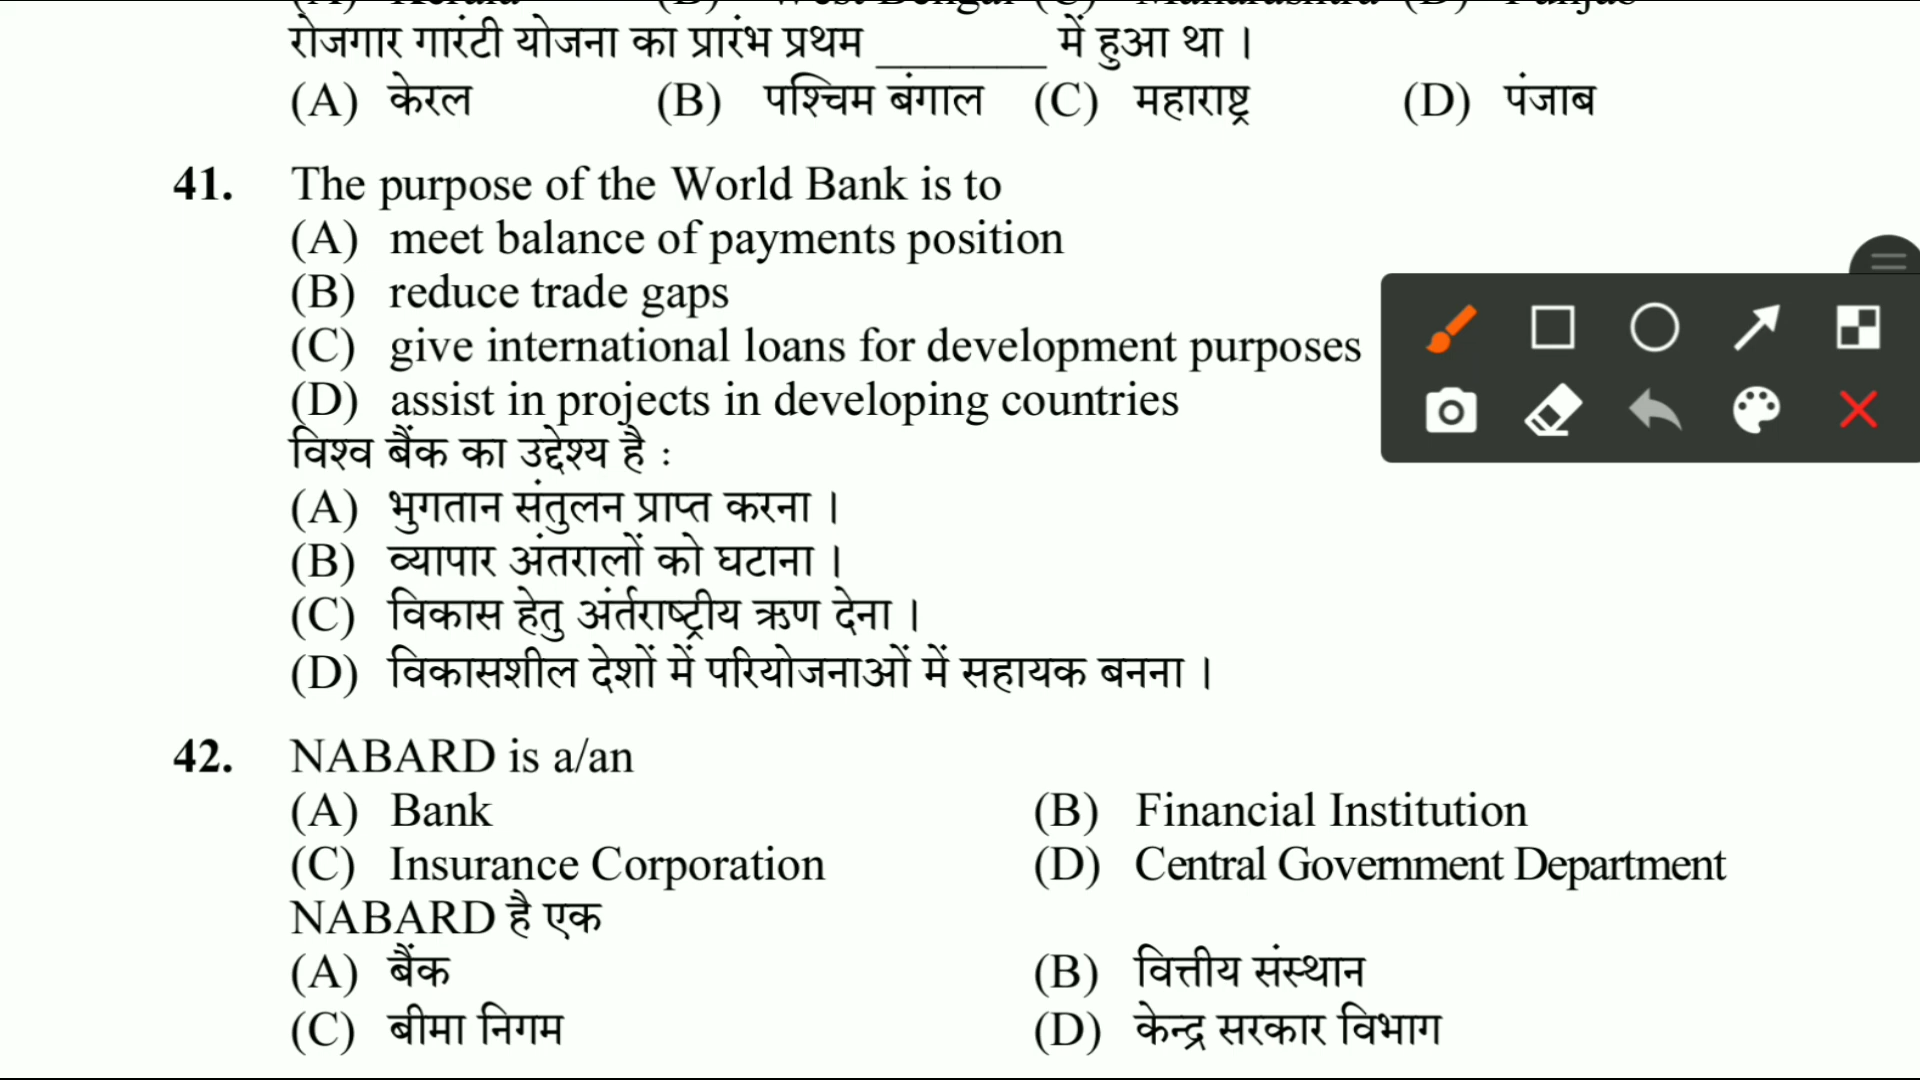 रोजगार गारंटी योजना का प्रारंभ प्रथम _______ में हुआ था ।
(A) केरल (B) पश्चिम बंगाल (C) महाराष्ट्र (D) पंजाब
41. The purpose of the World Bank is to
(A) meet balance of payments position
(B) reduce trade gaps
(C) give international loans for development purposes
(D) assist in projects in developing countries
विश्व बैंक का उद्देश्य है :
(A) भुगतान संतुलन प्राप्त करना ।
(B) व्यापार अंतरालों को घटाना ।
(C) विकास हेतु अंर्तराष्ट्रीय ऋण देना ।
(D) विकासशील देशों में परियोजनाओं में सहायक बनना ।
42. NABARD is a/an
(A) Bank (B) Financial Institution
(C) Insurance Corporation (D) Central Government Department
NABARD है एक
(A) बैंक (B) वित्तीय संस्थान
(C) बीमा निगम (D) केन्द्र सरकार विभाग